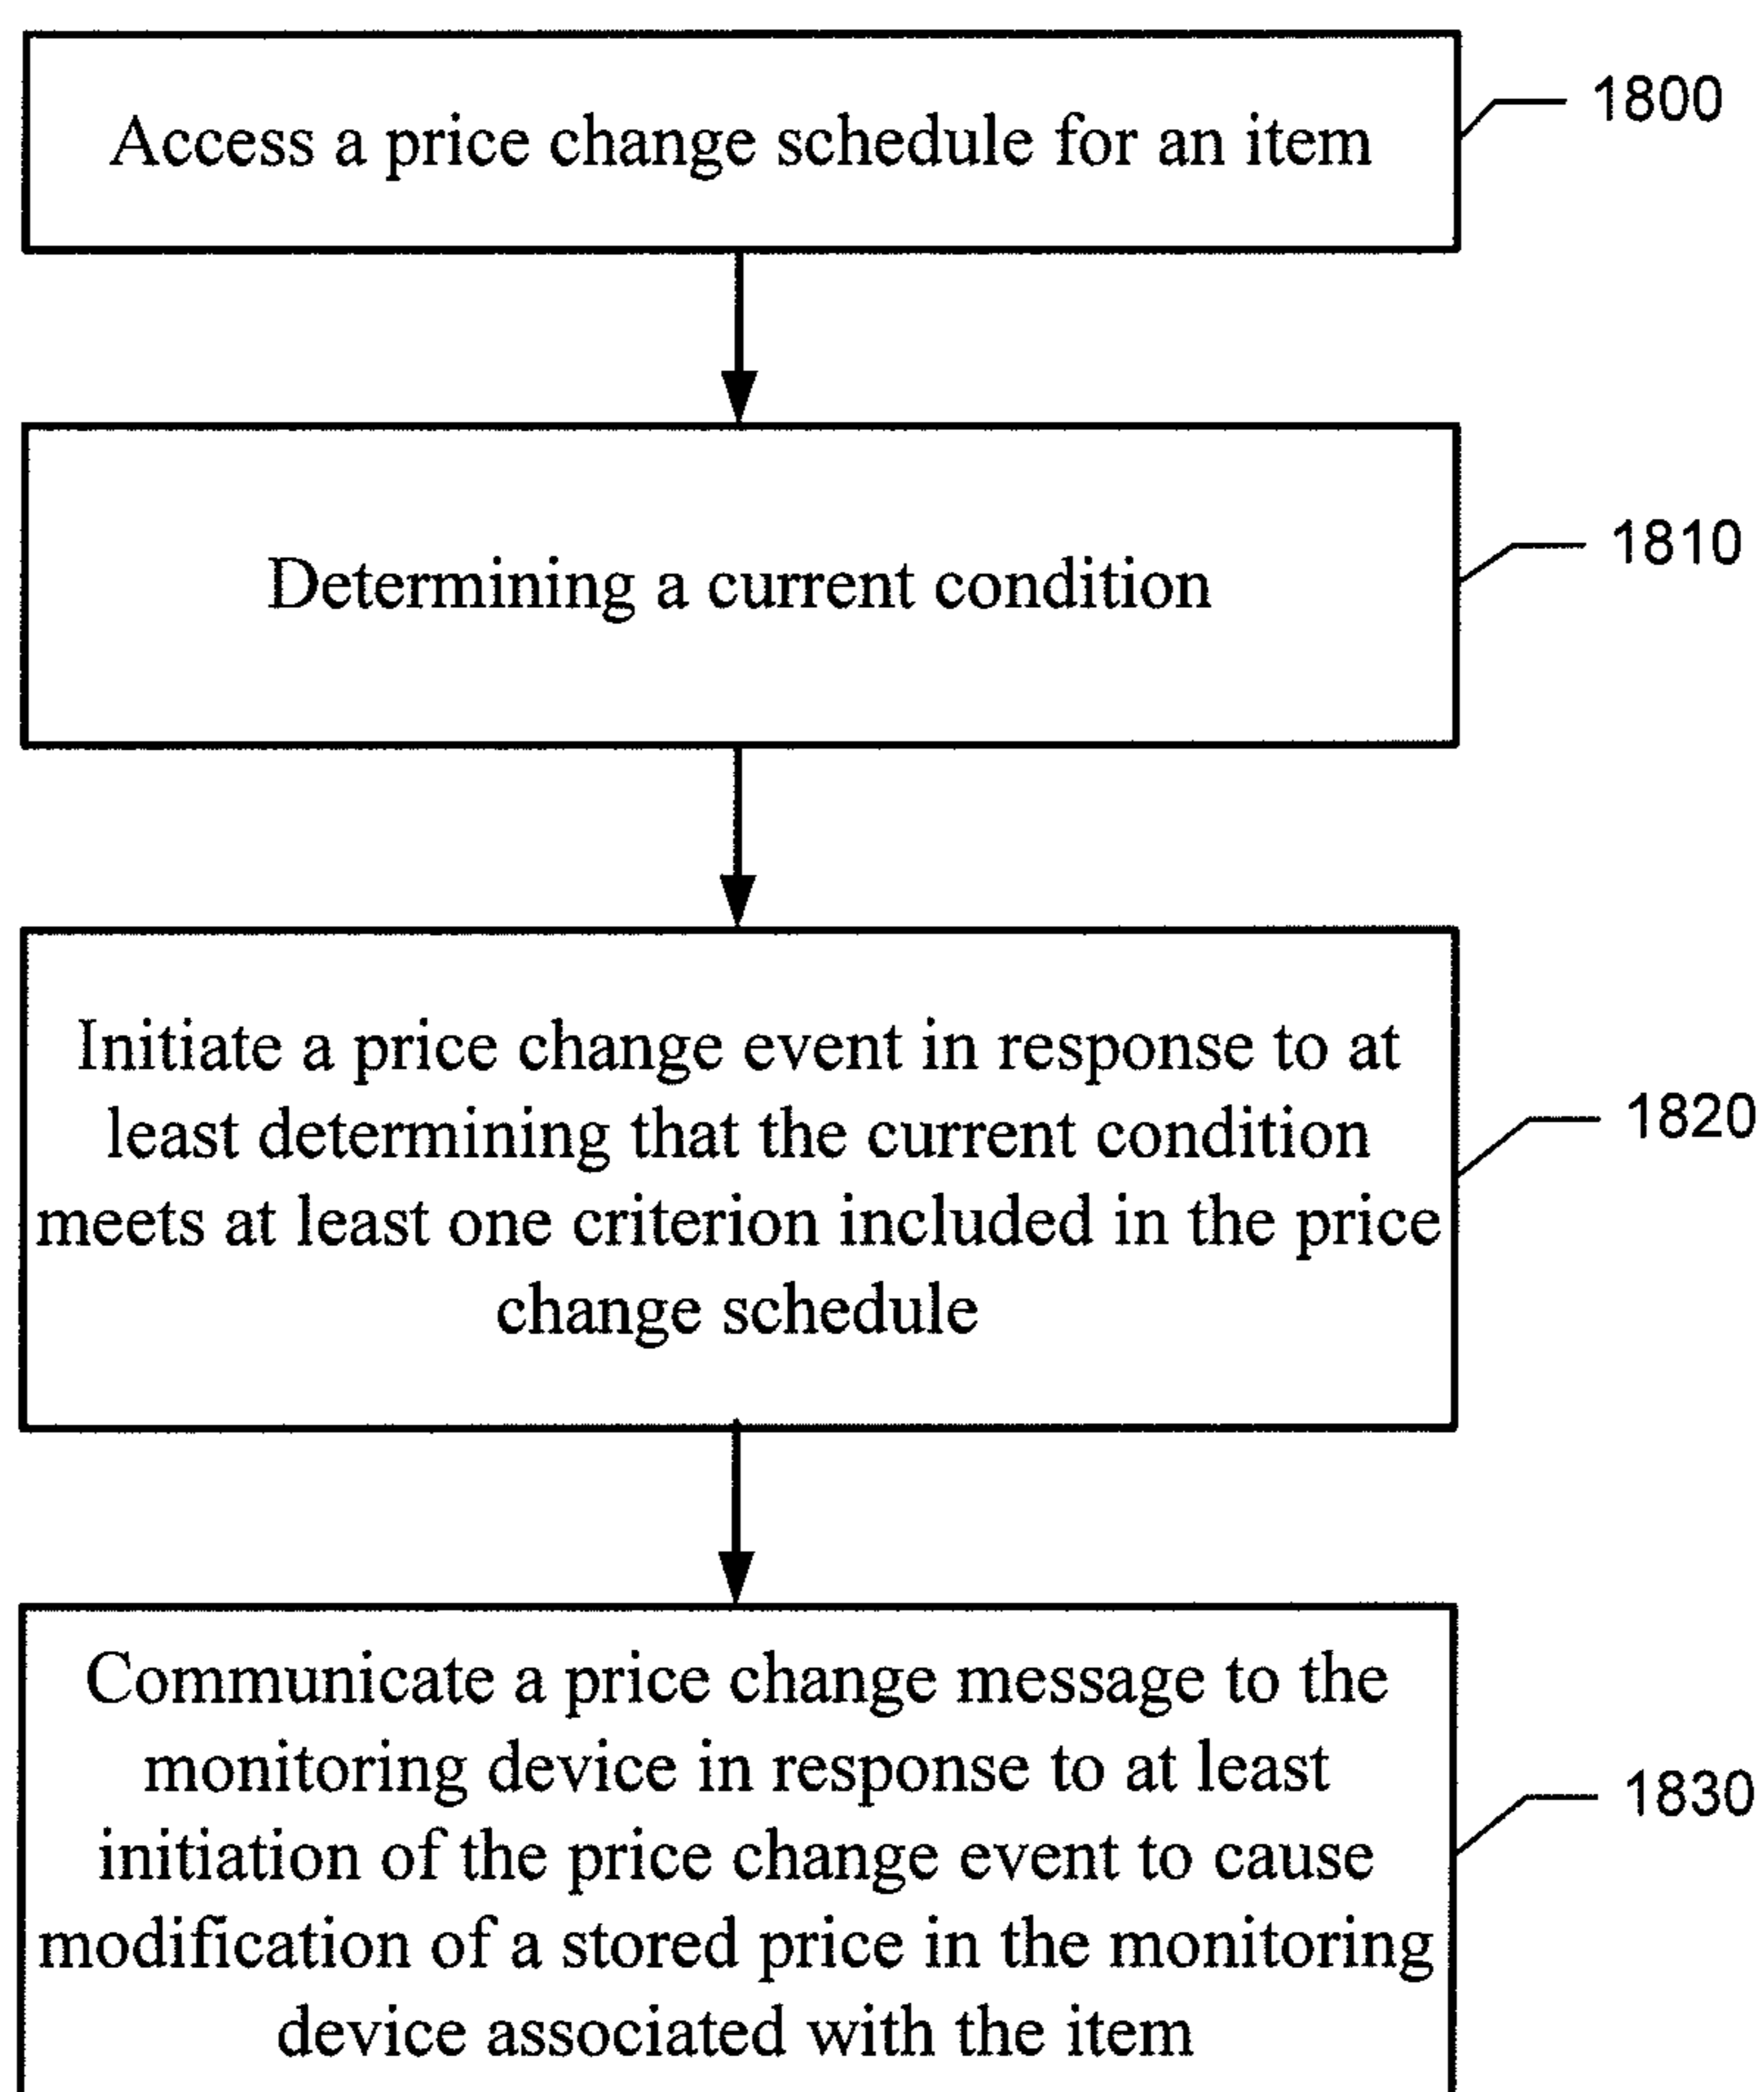 Access a price change schedule for an item
1800
Determining a current condition
1810
Initiate a price change event in response to at
least determining that the current condition
meets at least one criterion included in the price
change schedule
1820
Communicate a price change message to the
monitoring device in response to at least
initiation of the price change event to cause
modification of a stored price in the monitoring
device associated with the item
1830